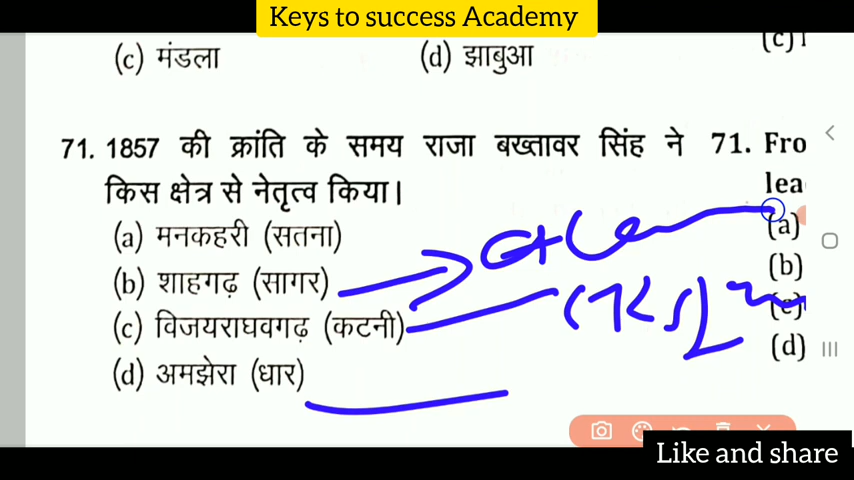 Keys to success Academy
(c) मंडला (d) झाबुआ
71. 1857 की क्रांति के समय राजा बख्तावर सिंह ने
किस क्षेत्र से नेतृत्व किया।
(a) मनकहरी (सतना)
(b) शाहगढ़ (सागर)
(c) विजयराघवगढ़ (कटनी)
(d) अमझेरा (धार)
(c)
71. Fro
lea
(a)
(b)
(c)
(d)
Like and share